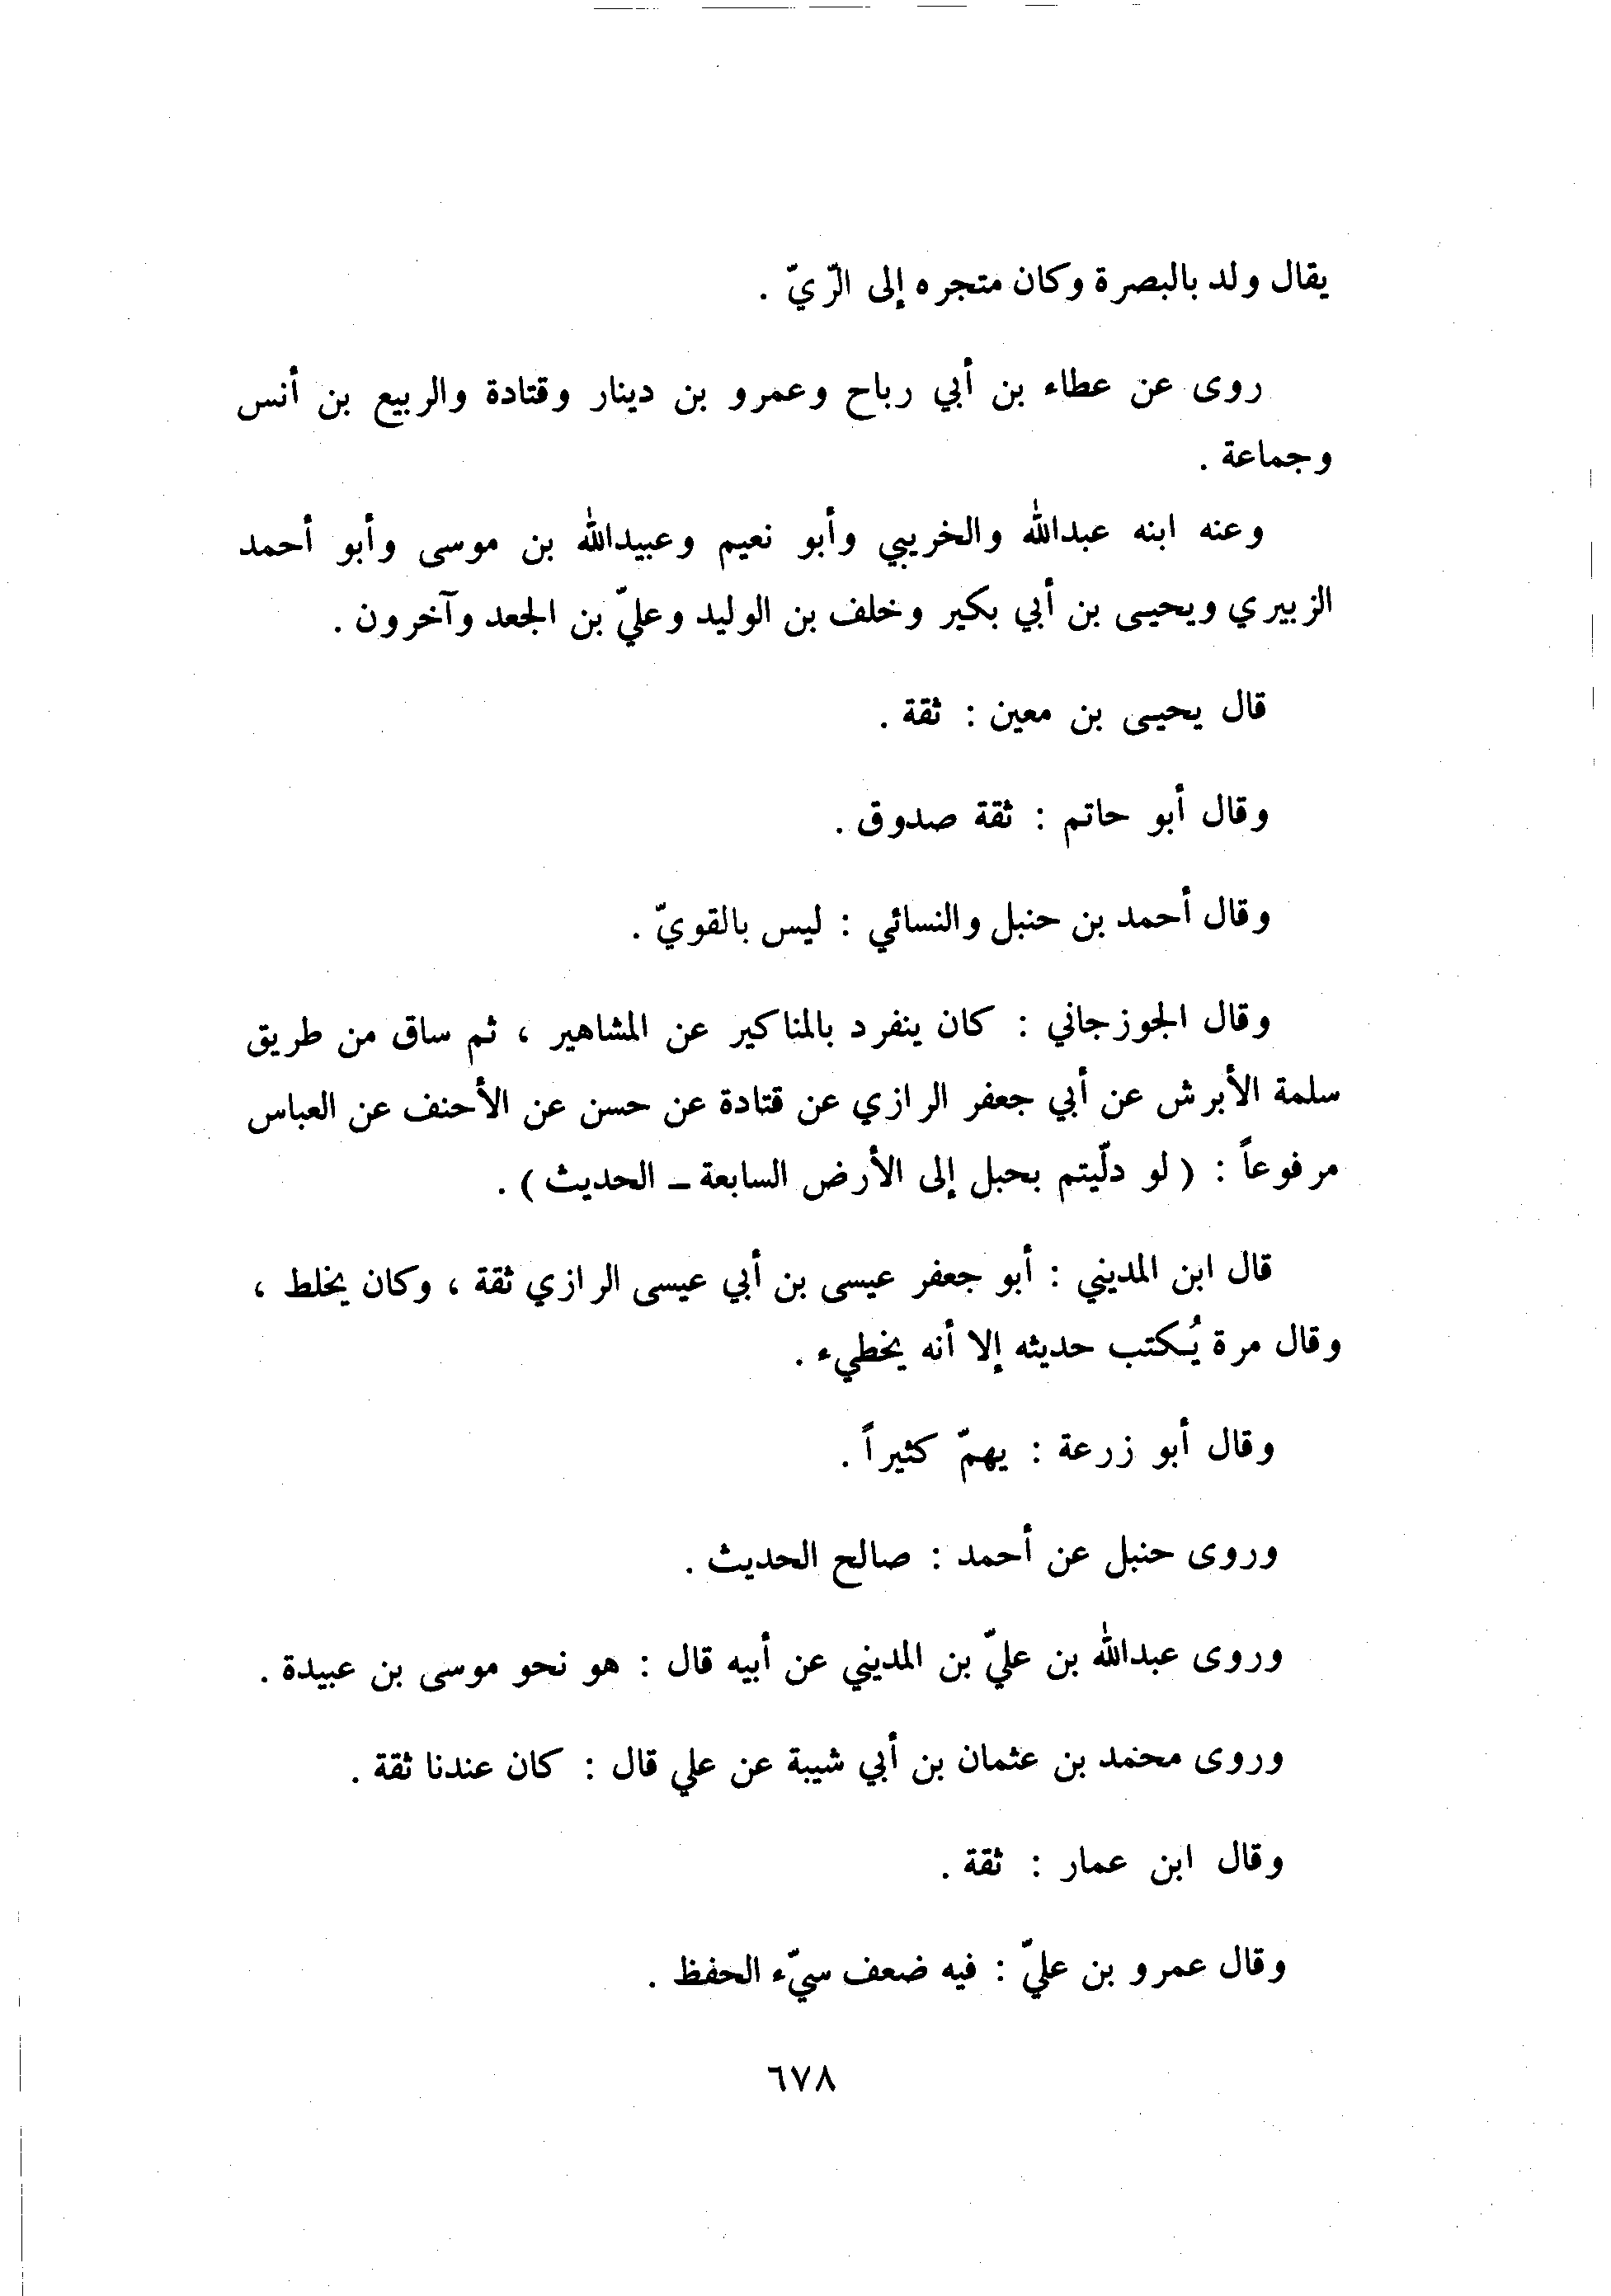 يقال ولد بالبصرة وكان متجره إلى الرّيّ .
روى عن عطاء بن أبي رباح وعمرو بن دينار وقتادة والربيع بن أنس
وجماعة .
وعنه ابنه عبدالله والخريبي وأبو نعيم وعبيدالله بن موسى وأبو أحمد
الزبيري ويحيى بن أبي بكير وخلف بن الوليد وعليّ بن الجعد وآخرون .
قال يحيى بن معين : ثقة .
وقال أبو حاتم : ثقة صدوق .
وقال أحمد بن حنبل والنسائي : ليس بالقويّ .
وقال الجوزجاني : كان ينفرد بالمناكير عن المشاهير ، ثم ساق من طريق
سلمة الأبرش عن أبي جعفر الرازي عن قتادة عن حسن عن الأحنف عن العباس
مرفوعاً : ( لو دلّيتم بحبل إلى الأرض السابعة ـ الحديث ) .
قال ابن المديني : أبو جعفر عيسى بن أبي عيسى الرازي ثقة ، وكان يخلط ،
وقال مرة يُكتب حديثه إلا أنه يخطيء .
وقال أبو زرعة : يهمّ كثيراً .
وروى حنبل عن أحمد : صالح الحديث .
وروى عبدالله بن عليّ بن المديني عن أبيه قال : هو نحو موسى بن عبيدة .
وروى محمد بن عثمان بن أبي شيبة عن علي قال : كان عندنا ثقة .
وقال ابن عمار : ثقة .
وقال عمرو بن عليّ : فيه ضعف سيّء الحفظ .
٦٧٨